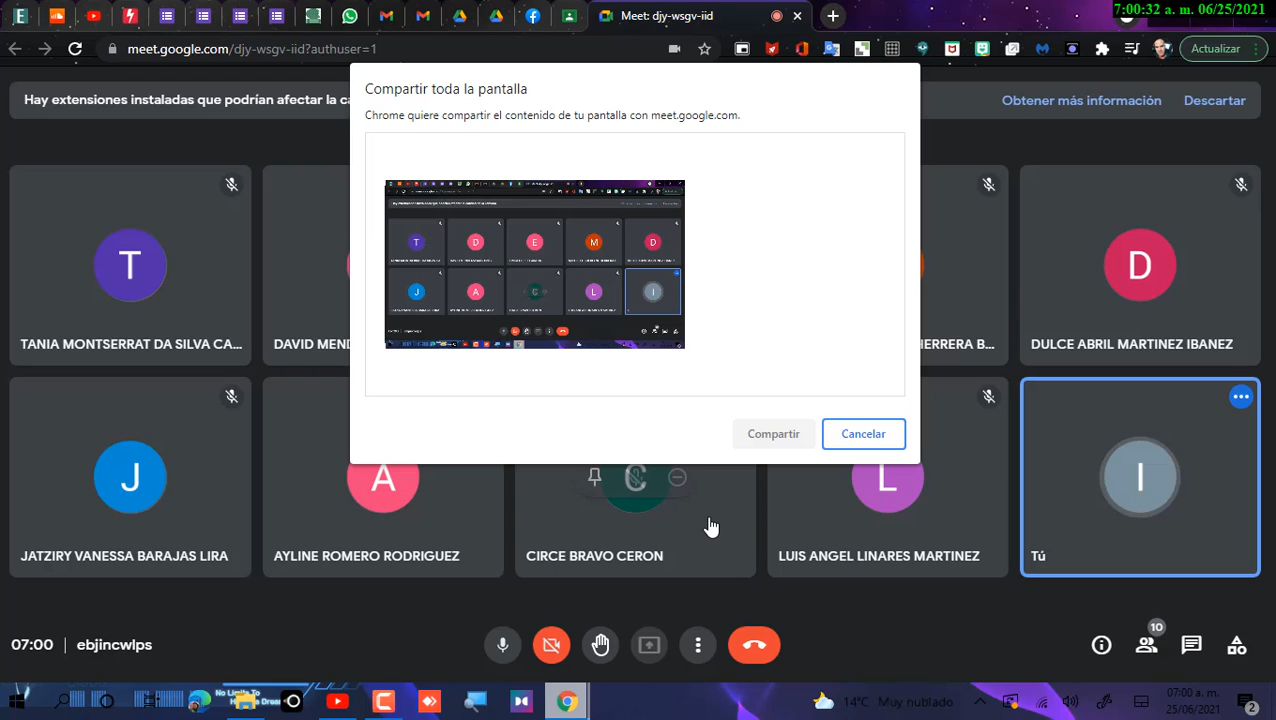 Meet: djy-wsgv-iid
7:00:32 a. m. 06/25/2021
meet.google.com/djy-wsgv-iid?authuser=1
Actualizar
Hay extensiones instaladas que podrían afectar la ca
Obtener más información
Descartar
Compartir toda la pantalla
Chrome quiere compartir el contenido de tu pantalla con meet.google.com.
T
D
E
M
D
J
A
C
L
I
Compartir
Cancelar
T
D
TANIA MONTSERRAT DA SILVA CA...
DAVID MEND
HERRERA B...
DULCE ABRIL MARTINEZ IBANEZ
J
A
C
L
I
JATZIRY VANESSA BARAJAS LIRA
AYLINE ROMERO RODRIGUEZ
CIRCE BRAVO CERON
LUIS ANGEL LINARES MARTINEZ
Tú
07:00 | ebjincwlps
10
14°C Muy nublado
07:00 a. m.
25/06/2021
2